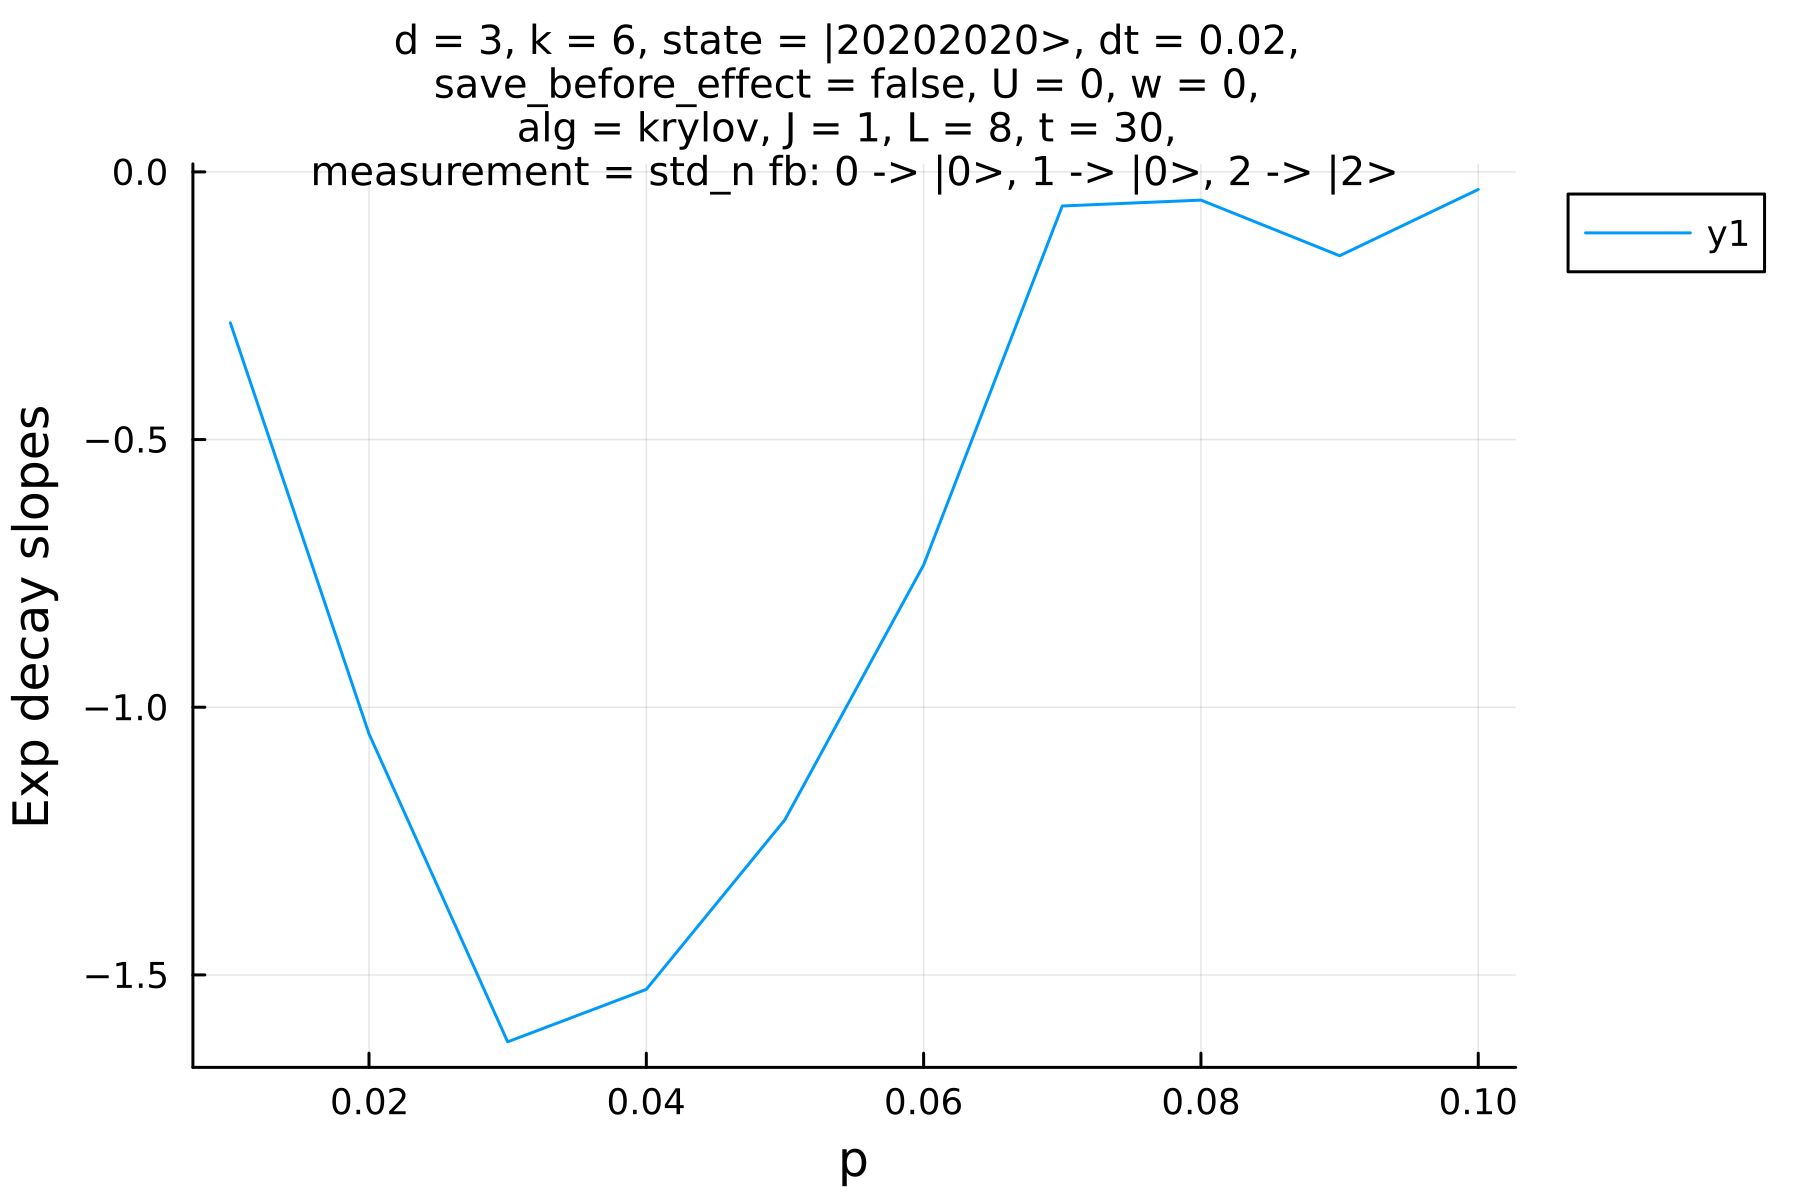 d = 3, k = 6, state = |20202020>, dt = 0.02,
save_before_effect = false, U = 0, w = 0,
alg = krylov, J = 1, L = 8, t = 30,
measurement = std_n fb: 0 -> |0>, 1 -> |0>, 2 -> |2>
0.0
−0.5
−1.0
−1.5
Exp decay slopes
y1
0.02 0.04 0.06 0.08 0.10
p